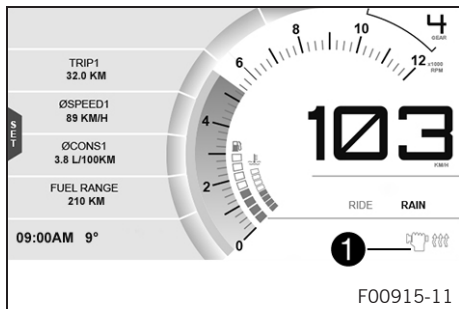 TRIP1
32.0 KM
ØSPEED1
89 KM/H
ØCONS1
3.8 L/100KM
FUEL RANGE
210 KM
SET
09:00AM 9°
0
2
4
6
8
10
12
x1000
RPM
4
GEAR
103
KM/H
RIDE RAIN
1
F00915-11